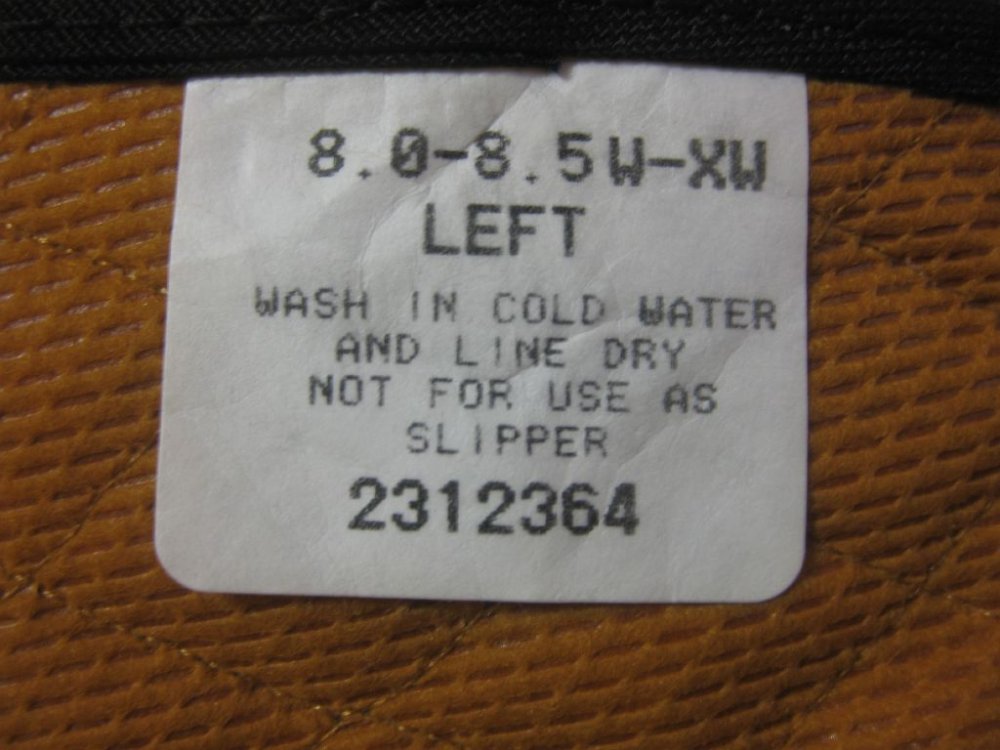 8.0-8.5W-XW
LEFT
WASH IN COLD WATER
AND LINE DRY
NOT FOR USE AS
SLIPPER
2312364